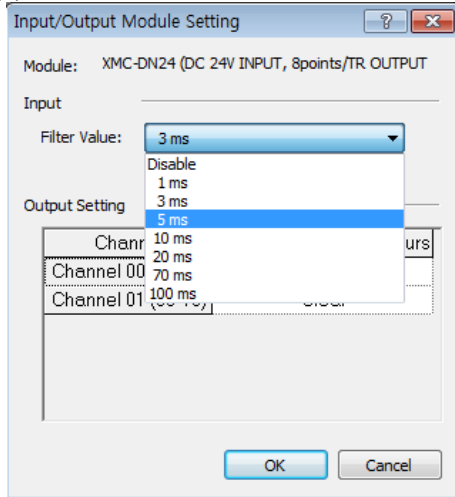 Input/Output Module Setting
Module: XMC-DN24 (DC 24V INPUT, 8points/TR OUTPUT
Input
Filter Value: 3 ms
Disable
1 ms
3 ms
Output Setting
5 ms
10 ms
20 ms
Channel 00
70 ms
Channel 01
100 ms
OK Cancel